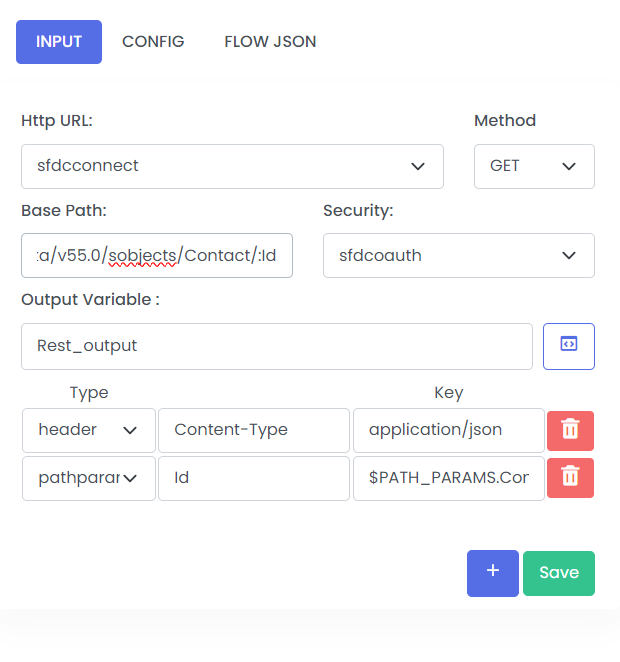 INPUT CONFIG FLOW JSON
Http URL: Method
sfdcconnect GET
Base Path: Security:
ta/v55.0/sobjects/Contact/:Id sfdcoauth
Output Variable :
Rest_output
Type Key
header Content-Type application/json
pathparar Id $PATH_PARAMS.Cor
+ Save